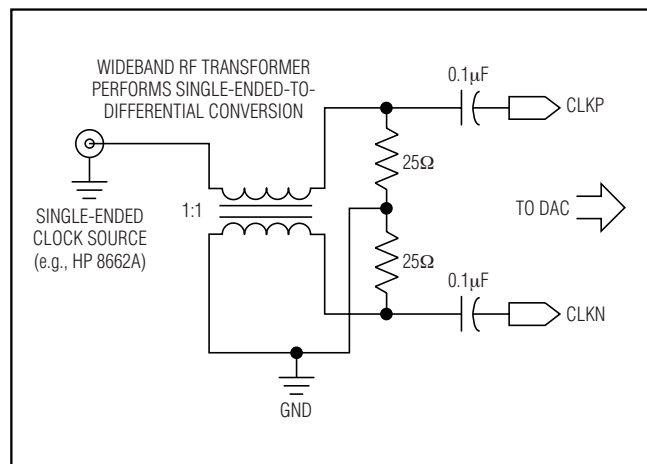 WIDEBAND RF TRANSFORMER
PERFORMS SINGLE-ENDED-TO-
DIFFERENTIAL CONVERSION
0.1µF
CLKP
25Ω
1:1
TO DAC
SINGLE-ENDED
CLOCK SOURCE
(e.g., HP 8662A)
25Ω
0.1µF
CLKN
GND